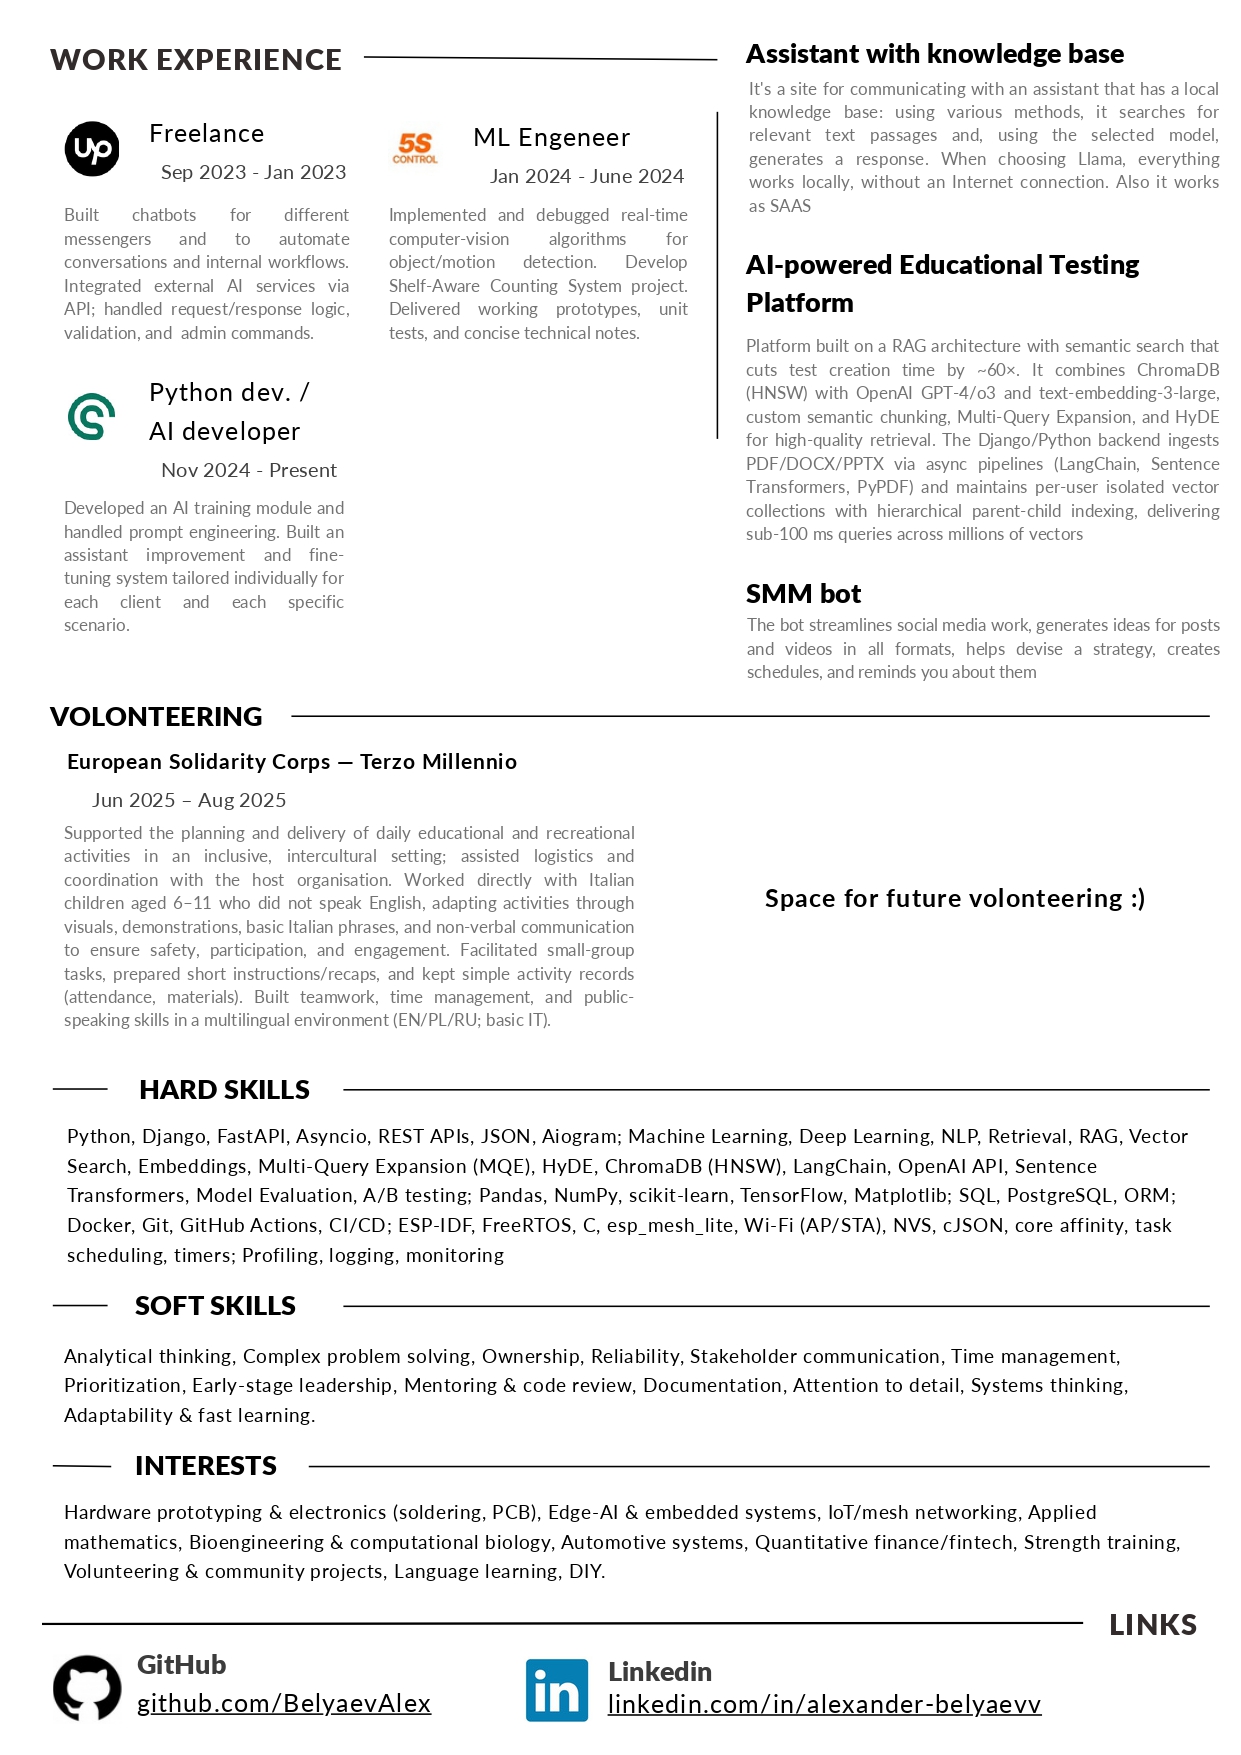 WORK EXPERIENCE
Up
Freelance
Sep 2023 - Jan 2023
Built chatbots for different
messengers and to automate
conversations and internal workflows.
Integrated external AI services via
API; handled request/response logic,
validation, and admin commands.
5S
CONTROL
ML Engeneer
Jan 2024 - June 2024
Implemented and debugged real-time
computer-vision algorithms for
object/motion detection. Develop
Shelf-Aware Counting System project.
Delivered working prototypes, unit
tests, and concise technical notes.
Python dev. /
AI developer
Nov 2024 - Present
Developed an AI training module and
handled prompt engineering. Built an
assistant improvement and fine-
tuning system tailored individually for
each client and each specific
scenario.
Assistant with knowledge base
It's a site for communicating with an assistant that has a local
knowledge base: using various methods, it searches for
relevant text passages and, using the selected model,
generates a response. When choosing Llama, everything
works locally, without an Internet connection. Also it works
as SAAS
AI-powered Educational Testing
Platform
Platform built on a RAG architecture with semantic search that
cuts test creation time by ~60×. It combines ChromaDB
(HNSW) with OpenAI GPT-4/o3 and text-embedding-3-large,
custom semantic chunking, Multi-Query Expansion, and HyDE
for high-quality retrieval. The Django/Python backend ingests
PDF/DOCX/PPTX via async pipelines (LangChain, Sentence
Transformers, PyPDF) and maintains per-user isolated vector
collections with hierarchical parent-child indexing, delivering
sub-100 ms queries across millions of vectors
SMM bot
The bot streamlines social media work, generates ideas for posts
and videos in all formats, helps devise a strategy, creates
schedules, and reminds you about them
VOLONTEERING
European Solidarity Corps — Terzo Millennio
Jun 2025 – Aug 2025
Supported the planning and delivery of daily educational and recreational
activities in an inclusive, intercultural setting; assisted logistics and
coordination with the host organisation. Worked directly with Italian
children aged 6–11 who did not speak English, adapting activities through
visuals, demonstrations, basic Italian phrases, and non-verbal communication
to ensure safety, participation, and engagement. Facilitated small-group
tasks, prepared short instructions/recaps, and kept simple activity records
(attendance, materials). Built teamwork, time management, and public-
speaking skills in a multilingual environment (EN/PL/RU; basic IT).
Space for future volonteering :)
HARD SKILLS
Python, Django, FastAPI, Asyncio, REST APIs, JSON, Aiogram; Machine Learning, Deep Learning, NLP, Retrieval, RAG, Vector
Search, Embeddings, Multi-Query Expansion (MQE), HyDE, ChromaDB (HNSW), LangChain, OpenAI API, Sentence
Transformers, Model Evaluation, A/B testing; Pandas, NumPy, scikit-learn, TensorFlow, Matplotlib; SQL, PostgreSQL, ORM;
Docker, Git, GitHub Actions, CI/CD; ESP-IDF, FreeRTOS, C, esp_mesh_lite, Wi-Fi (AP/STA), NVS, cJSON, core affinity, task
scheduling, timers; Profiling, logging, monitoring
SOFT SKILLS
Analytical thinking, Complex problem solving, Ownership, Reliability, Stakeholder communication, Time management,
Prioritization, Early-stage leadership, Mentoring & code review, Documentation, Attention to detail, Systems thinking,
Adaptability & fast learning.
INTERESTS
Hardware prototyping & electronics (soldering, PCB), Edge-AI & embedded systems, IoT/mesh networking, Applied
mathematics, Bioengineering & computational biology, Automotive systems, Quantitative finance/fintech, Strength training,
Volunteering & community projects, Language learning, DIY.
LINKS
GitHub
github.com/BelyaevAlex
in
Linkedin
linkedin.com/in/alexander-belyaevv